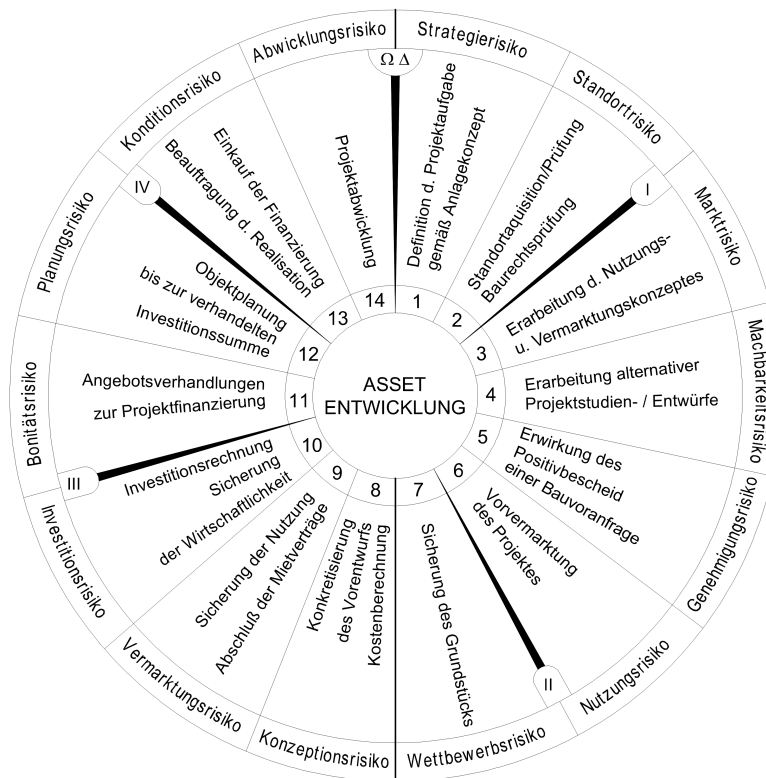 ASSET
ENTWICKLUNG
Ω Δ
Strategierisiko
1
Definition d. Projektaufgabe
gemäß Anlagekonzept
Standortrisiko
2
Standortaquisition/Prüfung
Baurechtsprüfung
I
Marktrisiko
3
Erarbeitung d. Nutzungs-
u. Vermarktungskonzeptes
Machbarkeitsrisiko
4
Erarbeitung alternativer
Projektstudien- / Entwürfe
Genehmigungsrisiko
5
Erwirkung des
Positivbescheid
einer Bauvoranfrage
Nutzungsrisiko
6
Vorvermarktung
des Projektes
II
Wettbewerbsrisiko
7
Sicherung des Grundstücks
Konzeptionsrisiko
8
Konkretisierung
des Vorentwurfs
Kostenberechnung
Vermarktungsrisiko
9
Sicherung der Nutzung
Abschluß der Mietverträge
Investitionsrisiko
10
Investitionsrechnung
Sicherung
der Wirtschaftlichkeit
III
Bonitätsrisiko
11
Angebotsverhandlungen
zur Projektfinanzierung
Planungsrisiko
12
Objektplanung
bis zur verhandelten
Investitionssumme
IV
Konditionsrisiko
13
Einkauf der Finanzierung
Beauftragung d. Realisation
Abwicklungsrisiko
14
Projektabwicklung